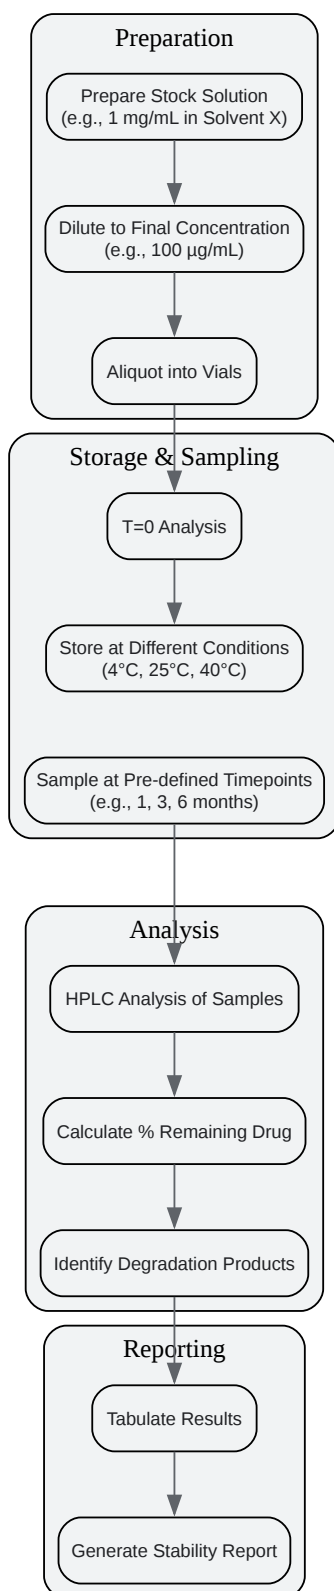 Preparation
Prepare Stock Solution
(e.g., 1 mg/mL in Solvent X)
Dilute to Final Concentration
(e.g., 100 µg/mL)
Aliquot into Vials
Storage & Sampling
T=0 Analysis
Store at Different Conditions
(4°C, 25°C, 40°C)
Sample at Pre-defined Timepoints
(e.g., 1, 3, 6 months)
Analysis
HPLC Analysis of Samples
Calculate % Remaining Drug
Identify Degradation Products
Reporting
Tabulate Results
Generate Stability Report